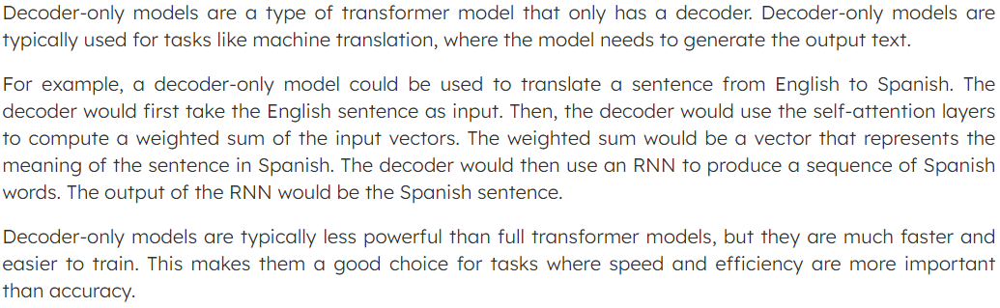 Decoder-only models are a type of transformer model that only has a decoder. Decoder-only models are
typically used for tasks like machine translation, where the model needs to generate the output text.
For example, a decoder-only model could be used to translate a sentence from English to Spanish. The
decoder would first take the English sentence as input. Then, the decoder would use the self-attention layers
to compute a weighted sum of the input vectors. The weighted sum would be a vector that represents the
meaning of the sentence in Spanish. The decoder would then use an RNN to produce a sequence of Spanish
words. The output of the RNN would be the Spanish sentence.
Decoder-only models are typically less powerful than full transformer models, but they are much faster and
easier to train. This makes them a good choice for tasks where speed and efficiency are more important
than accuracy.